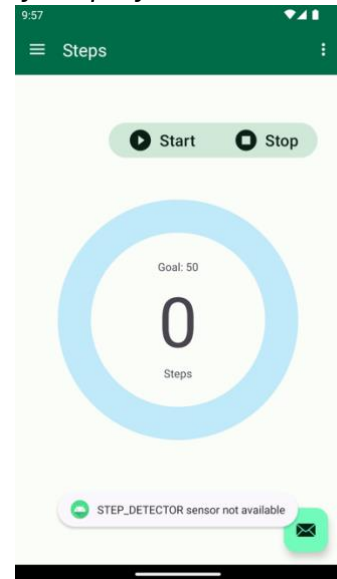 9:57
Steps
Start Stop
Goal: 50
0
Steps
STEP_DETECTOR sensor not available